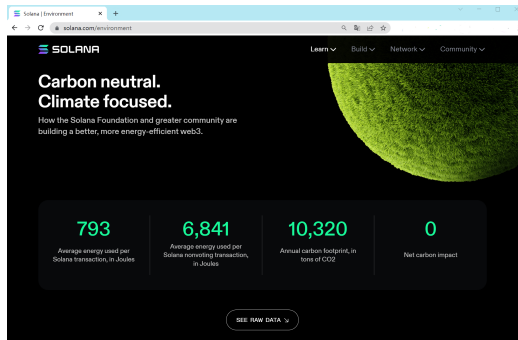 Solana | Environment
solana.com/environment
SOLANA
Learn
Build
Network
Community
Carbon neutral.
Climate focused.
How the Solana Foundation and greater community are
building a better, more energy-efficient web3.
793
Average energy used per
Solana transaction, in Joules
6,841
Average energy used per
Solana nonvoting transaction,
in Joules
10,320
Annual carbon footprint, in
tons of CO2
0
Net carbon impact
SEE RAW DATA